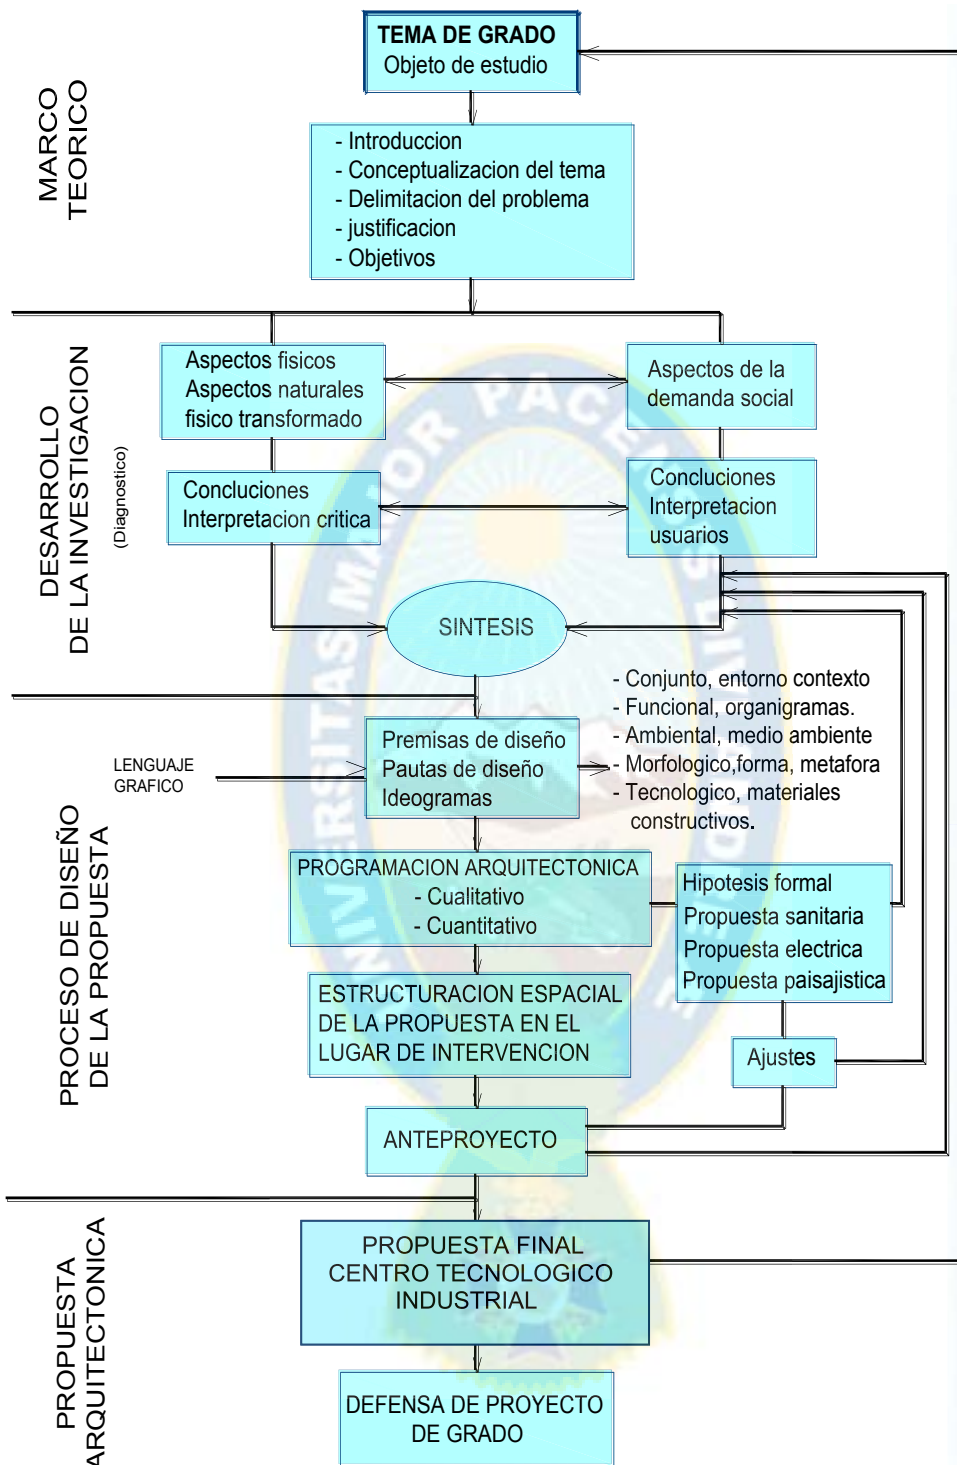 TEMA DE GRADO
Objeto de estudio
MARCO
TEORICO
- Introduccion
- Conceptualizacion del tema
- Delimitacion del problema
- justificacion
- Objetivos
DESARROLLO
DE LA INVESTIGACION
(Diagnostico)
Aspectos fisicos
Aspectos naturales
fisico transformado
Aspectos de la
demanda social
Concluciones
Interpretacion critica
Concluciones
Interpretacion
usuarios
SINTESIS
- Conjunto, entorno contexto
- Funcional, organigramas.
- Ambiental, medio ambiente
- Morfologico,forma, metafora
- Tecnologico, materiales
constructivos.
LENGUAJE
GRAFICO
Premisas de diseño
Pautas de diseño
Ideogramas
PROCESO DE DISEÑO
DE LA PROPUESTA
PROGRAMACION ARQUITECTONICA
- Cualitativo
- Cuantitativo
Hipotesis formal
Propuesta sanitaria
Propuesta electrica
Propuesta paisajistica
ESTRUCTURACION ESPACIAL
DE LA PROPUESTA EN EL
LUGAR DE INTERVENCION
Ajustes
ANTEPROYECTO
PROPUESTA
ARQUITECTONICA
PROPUESTA FINAL
CENTRO TECNOLOGICO
INDUSTRIAL
DEFENSA DE PROYECTO
DE GRADO
UNIVERSITAS MAIOR PACENSIS DIVI